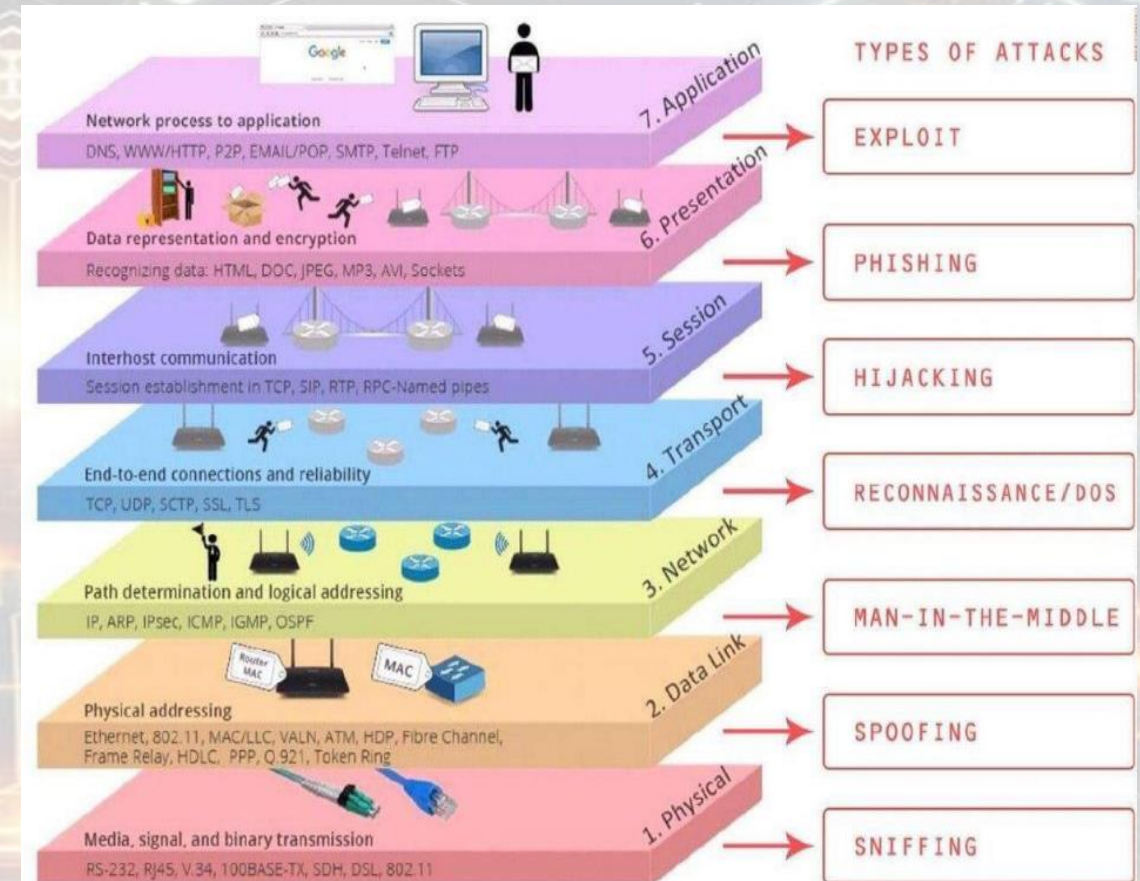 Google
TYPES OF ATTACKS
7. Application
Network process to application
DNS, WWW/HTTP, P2P, EMAIL/POP, SMTP, Telnet, FTP
EXPLOIT
6. Presentation
Data representation and encryption
Recognizing data: HTML, DOC, JPEG, MP3, AVI, Sockets
PHISHING
5. Session
Interhost communication
Session establishment in TCP, SIP, RTP, RPC-Named pipes
HIJACKING
4. Transport
End-to-end connections and reliability
TCP, UDP, SCTP, SSL, TLS
RECONNAISSANCE/DOS
3. Network
Path determination and logical addressing
IP, ARP, IPsec, ICMP, IGMP, OSPF
MAN-IN-THE-MIDDLE
Router
MAC
MAC
2. Data Link
Physical addressing
Ethernet, 802.11, MAC/LLC, VALN, ATM, HDP, Fibre Channel,
Frame Relay, HDLC, PPP, Q.921, Token Ring
SPOOFING
1. Physical
Media, signal, and binary transmission
RS-232, RJ45, V.34, 100BASE-TX, SDH, DSL, 802.11
SNIFFING